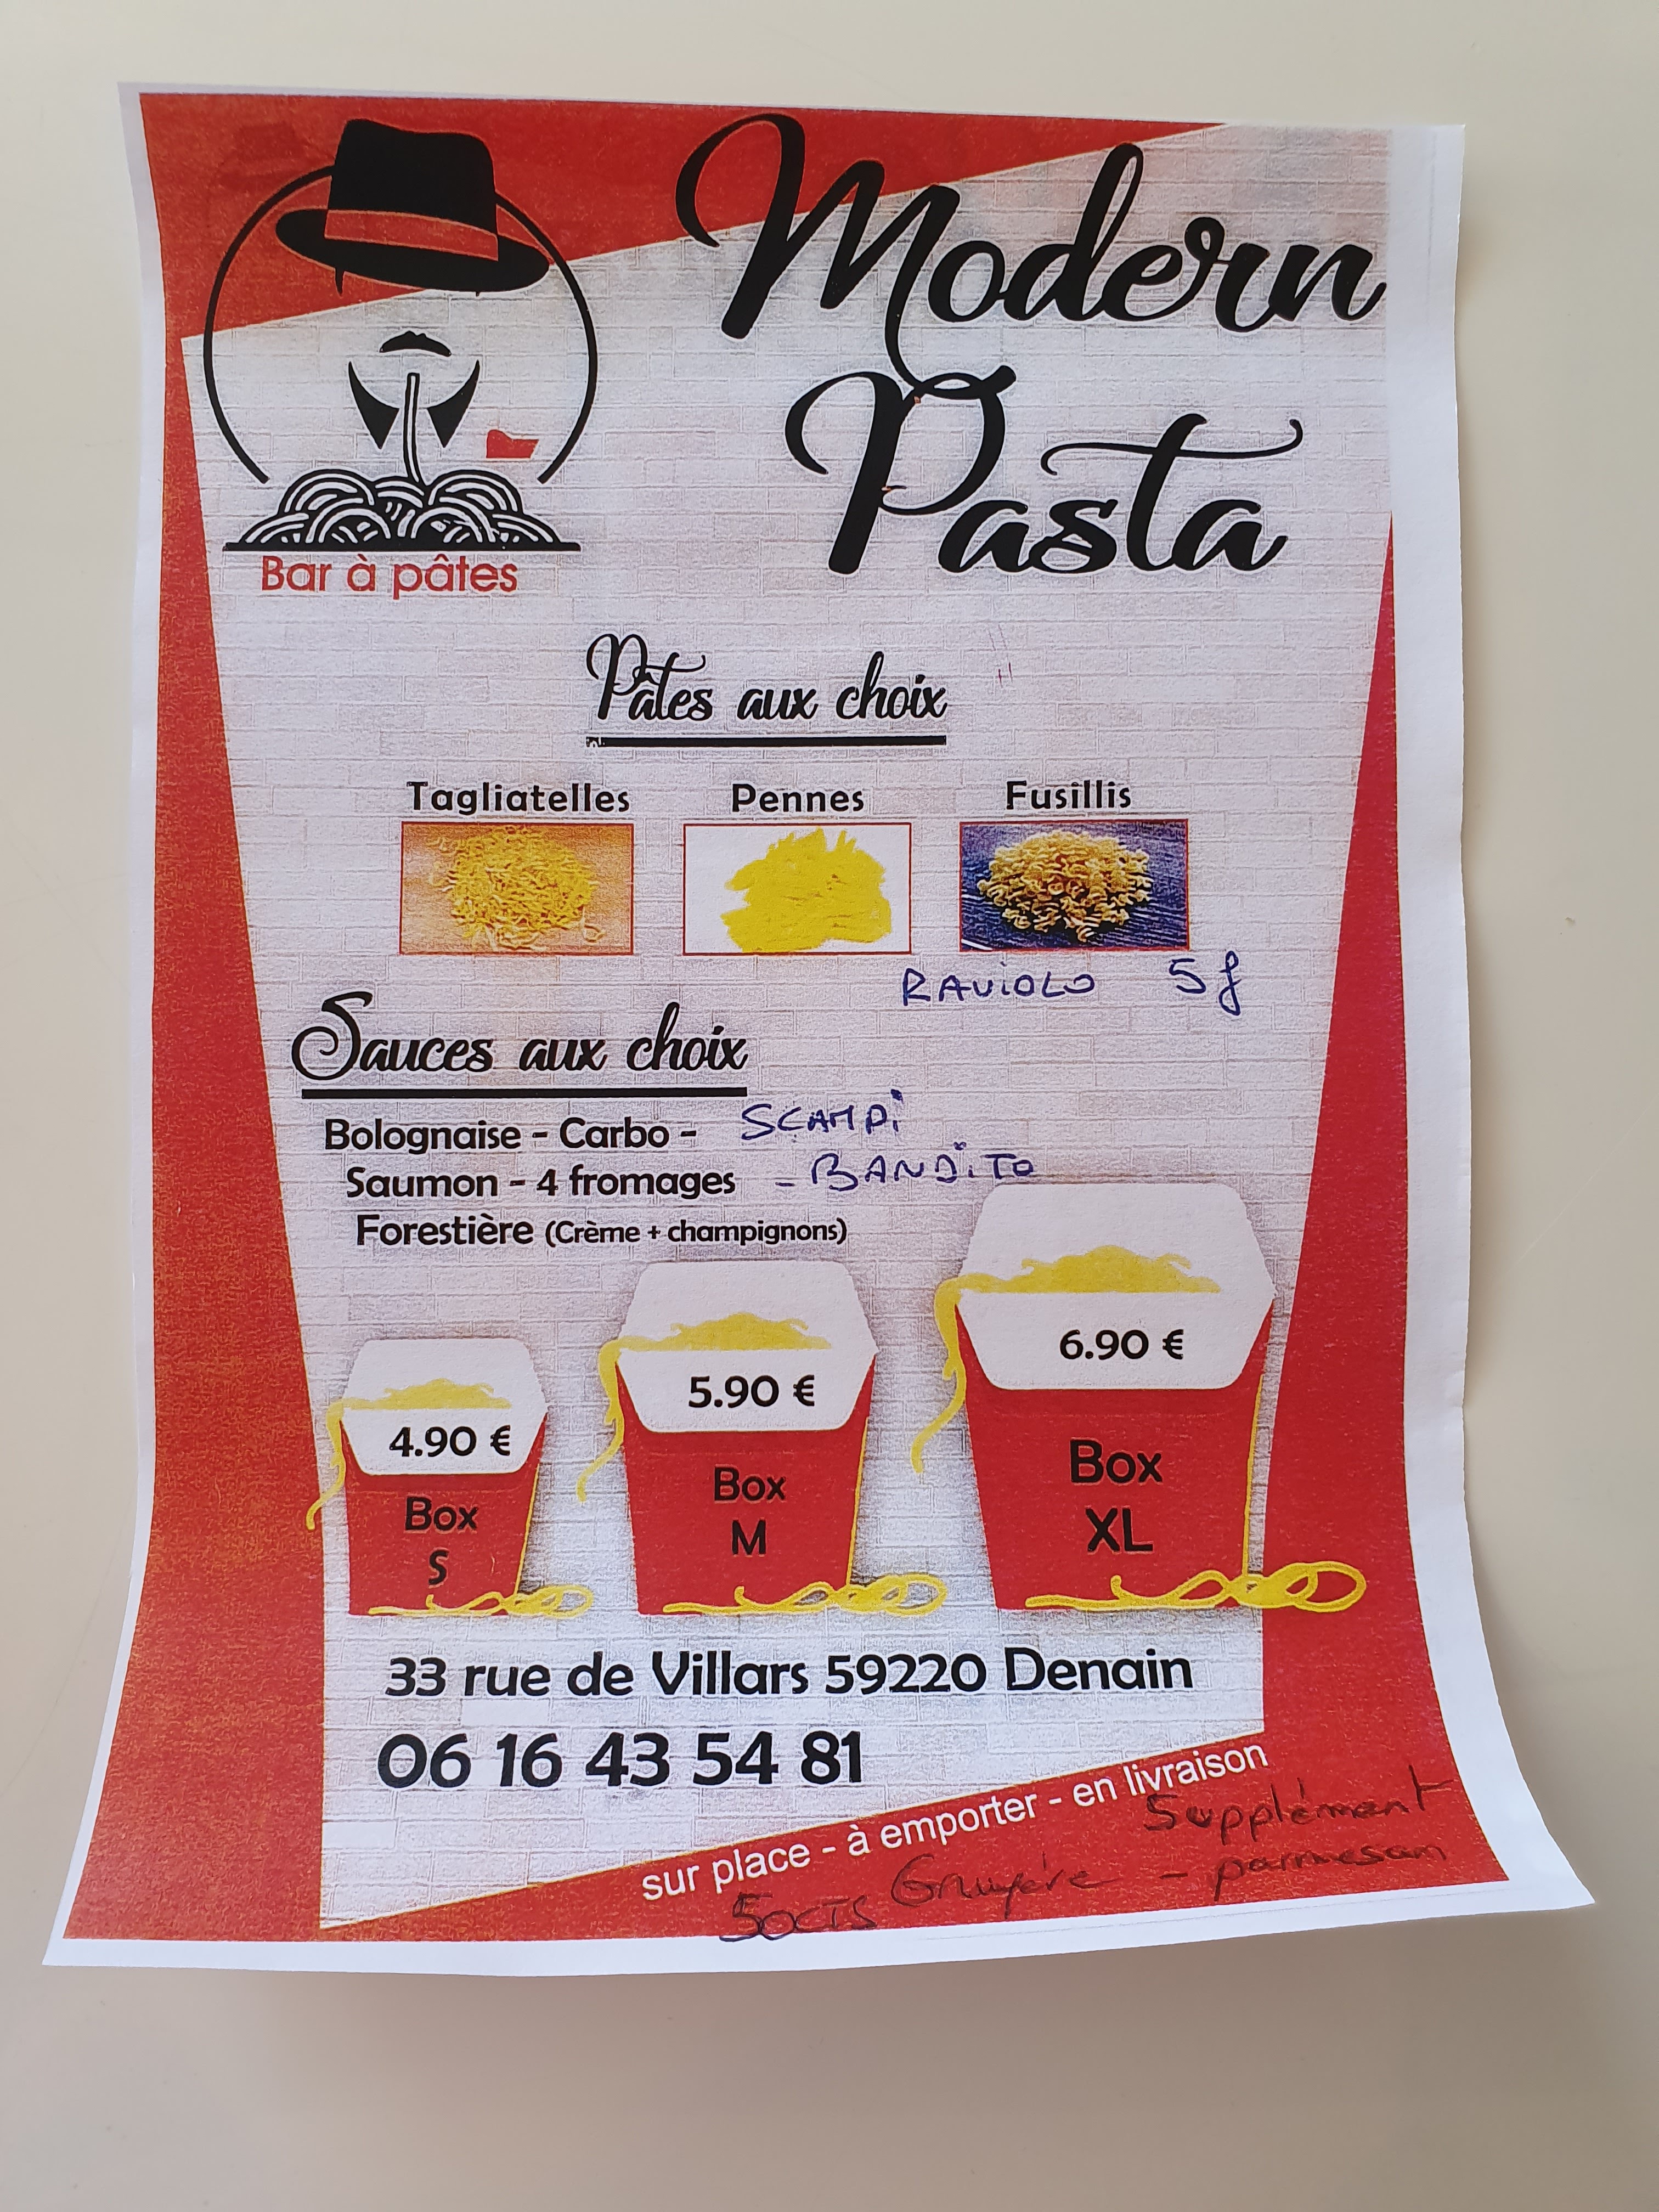 Modern
Pasta
Bar à pâtes
Pâtes aux choix
Tagliatelles Pennes Fusillis
RAVIOLO 5
Sauces aux choix
Bolognaise - Carbo - SCAMPi
Saumon - 4 fromages - BANDiTO
Forestière (Crème + champignons)
4.90 € 5.90 € 6.90 €
Box Box Box
S M XL
33 rue de Villars 59220 Denain
06 16 43 54 81
sur place - à emporter - en livraison
Supplément
50CTS Gruyère - parmesan